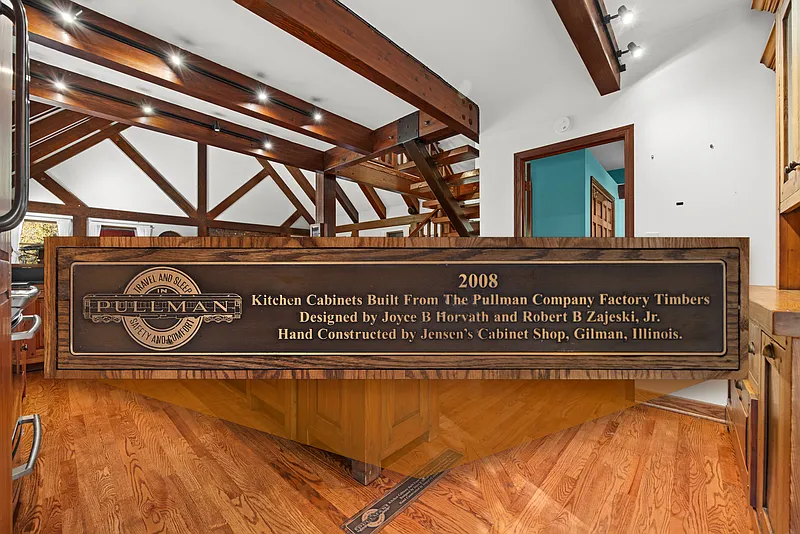 TRAVEL AND SLEEP
IN
PULLMAN
SAFETY AND COMFORT
2008
Kitchen Cabinets Built From The Pullman Company Factory Timbers
Designed by Joyce B Horvath and Robert B Zajeski, Jr.
Hand Constructed by Jensen's Cabinet Shop, Gilman, Illinois.